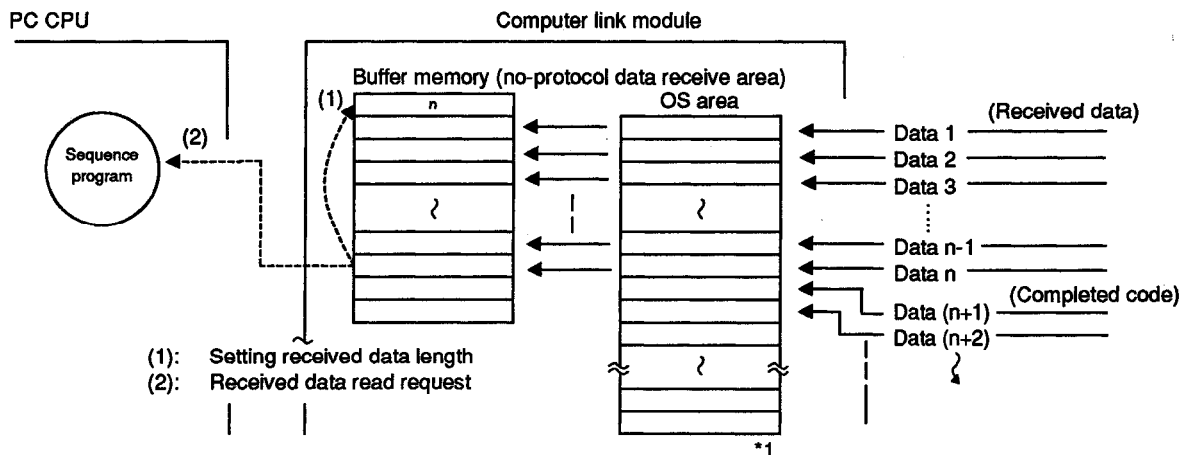 PC CPU
Computer link module
Buffer memory (no-protocol data receive area)
(1)
n
OS area
(Received data)
(2)
Sequence
program
Data 1
Data 2
Data 3
Data n-1
Data n
(Completed code)
Data (n+1)
Data (n+2)
(1): Setting received data length
(2): Received data read request
*1